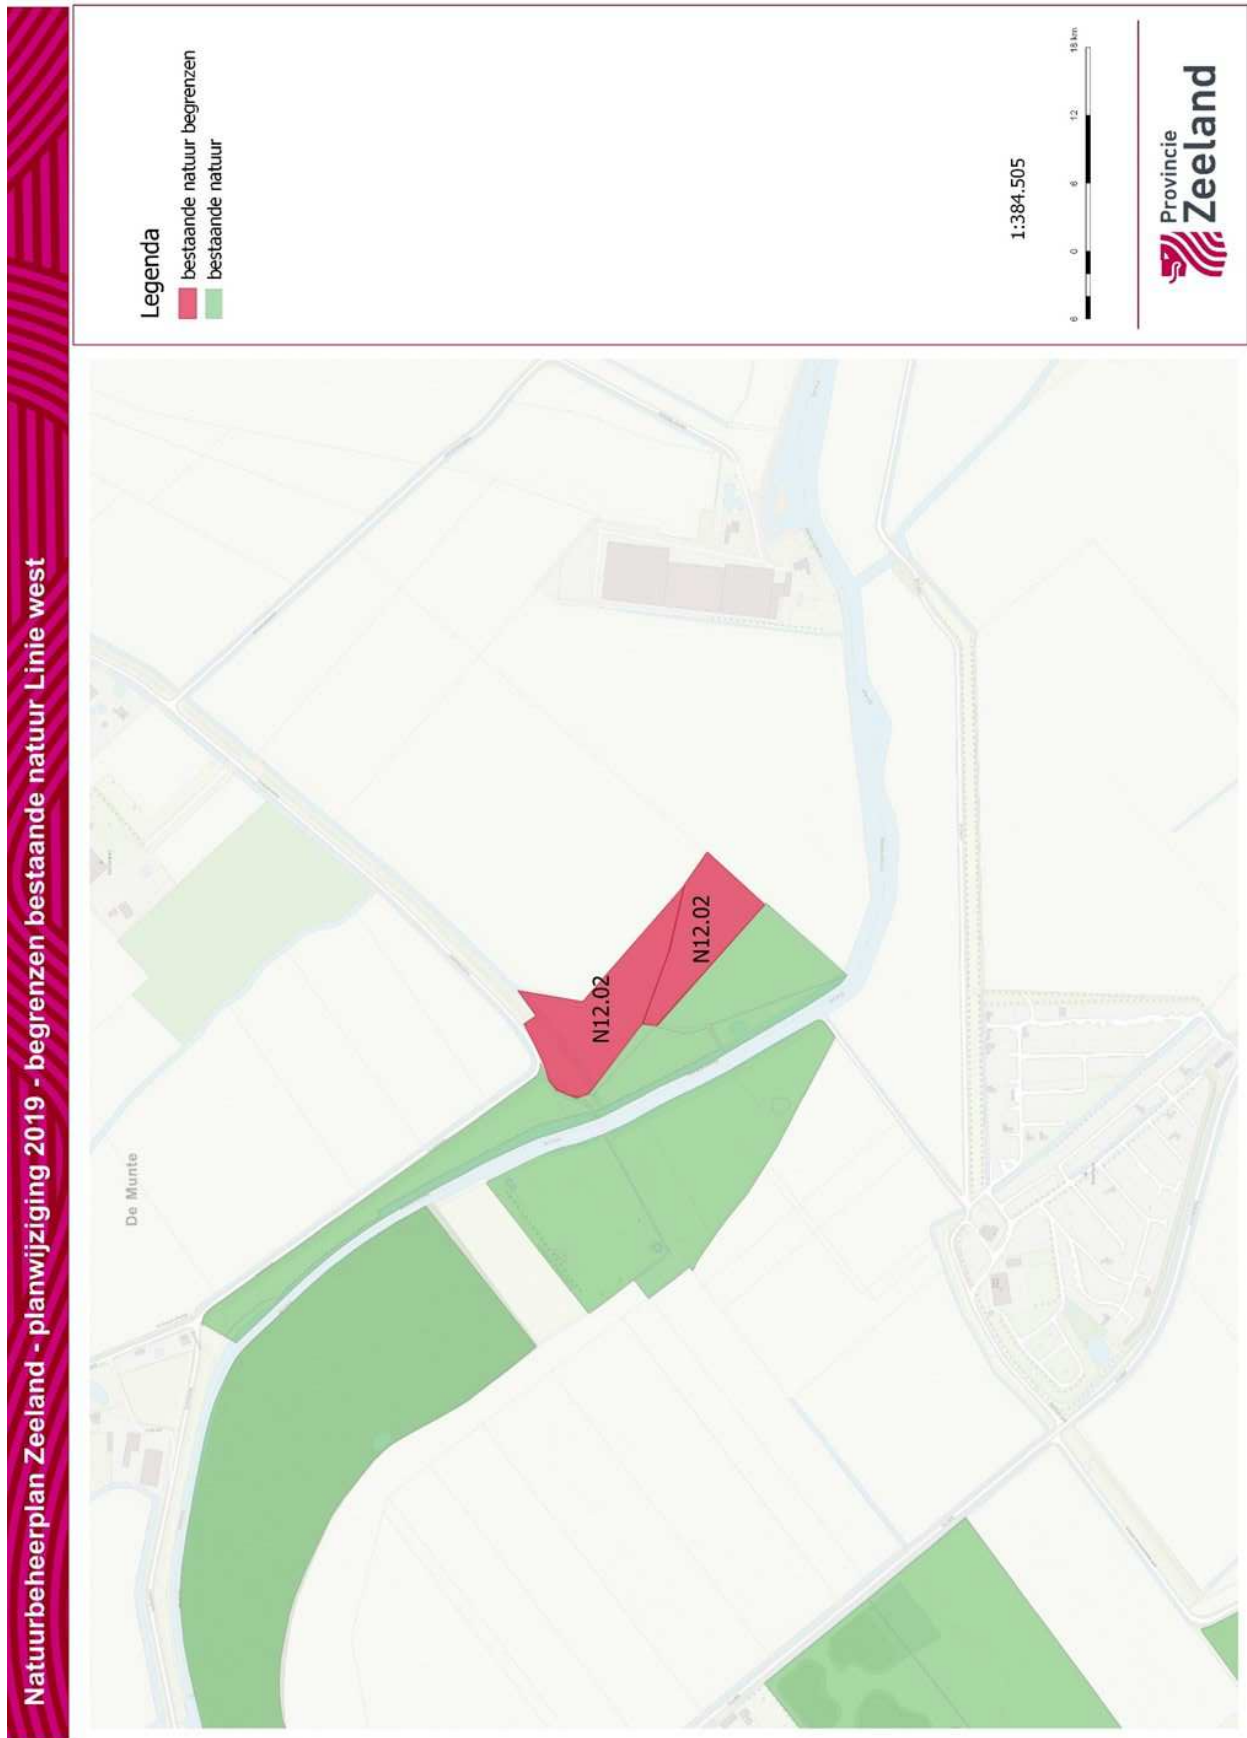 Natuurbeheerplan Zeeland - planwijziging 2019 - begrenzen bestaande natuur Linie west
De Munte
N12.02
N12.02
Legenda
bestaande natuur begrenzen
bestaande natuur
1:384.505
6 0 6 12 18 km
Provincie
Zeeland